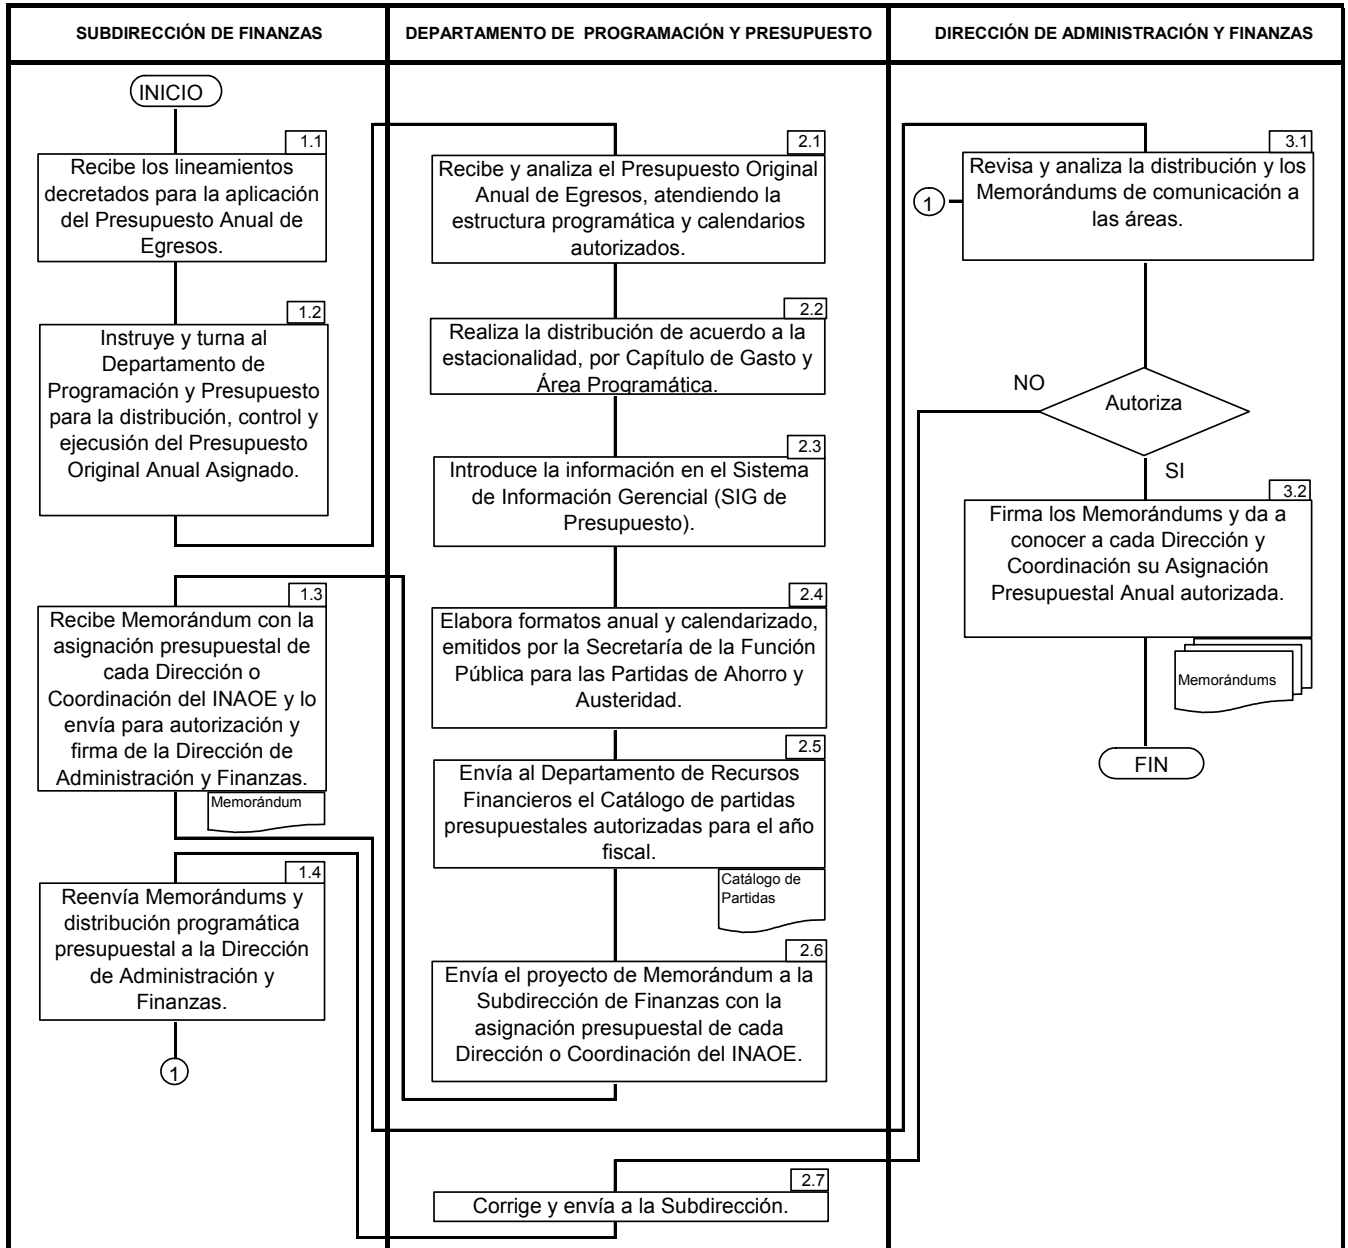 SUBDIRECCIÓN DE FINANZAS
DEPARTAMENTO DE PROGRAMACIÓN Y PRESUPUESTO
DIRECCIÓN DE ADMINISTRACIÓN Y FINANZAS
INICIO
1.1
Recibe los lineamientos
decretados para la aplicación
del Presupuesto Anual de
Egresos.
1.2
Instruye y turna al
Departamento de
Programación y Presupuesto
para la distribución, control y
ejecusión del Presupuesto
Original Anual Asignado.
1.3
Recibe Memorándum con la
asignación presupuestal de
cada Dirección o
Coordinación del INAOE y lo
envía para autorización y
firma de la Dirección de
Administración y Finanzas.
Memorándum
1.4
Reenvía Memorándums y
distribución programática
presupuestal a la Dirección
de Administración y
Finanzas.
1
2.1
Recibe y analiza el Presupuesto Original
Anual de Egresos, atendiendo la
estructura programática y calendarios
autorizados.
2.2
Realiza la distribución de acuerdo a la
estacionalidad, por Capítulo de Gasto y
Área Programática.
2.3
Introduce la información en el Sistema
de Información Gerencial (SIG de
Presupuesto).
2.4
Elabora formatos anual y calendarizado,
emitidos por la Secretaría de la Función
Pública para las Partidas de Ahorro y
Austeridad.
2.5
Envía al Departamento de Recursos
Financieros el Catálogo de partidas
presupuestales autorizadas para el año
fiscal.
Catálogo de
Partidas
2.6
Envía el proyecto de Memorándum a la
Subdirección de Finanzas con la
asignación presupuestal de cada
Dirección o Coordinación del INAOE.
2.7
Corrige y envía a la Subdirección.
3.1
Revisa y analiza la distribución y los
Memorándums de comunicación a
las áreas.
1
NO
Autoriza
SI
3.2
Firma los Memorándums y da a
conocer a cada Dirección y
Coordinación su Asignación
Presupuestal Anual autorizada.
Memorándums
FIN